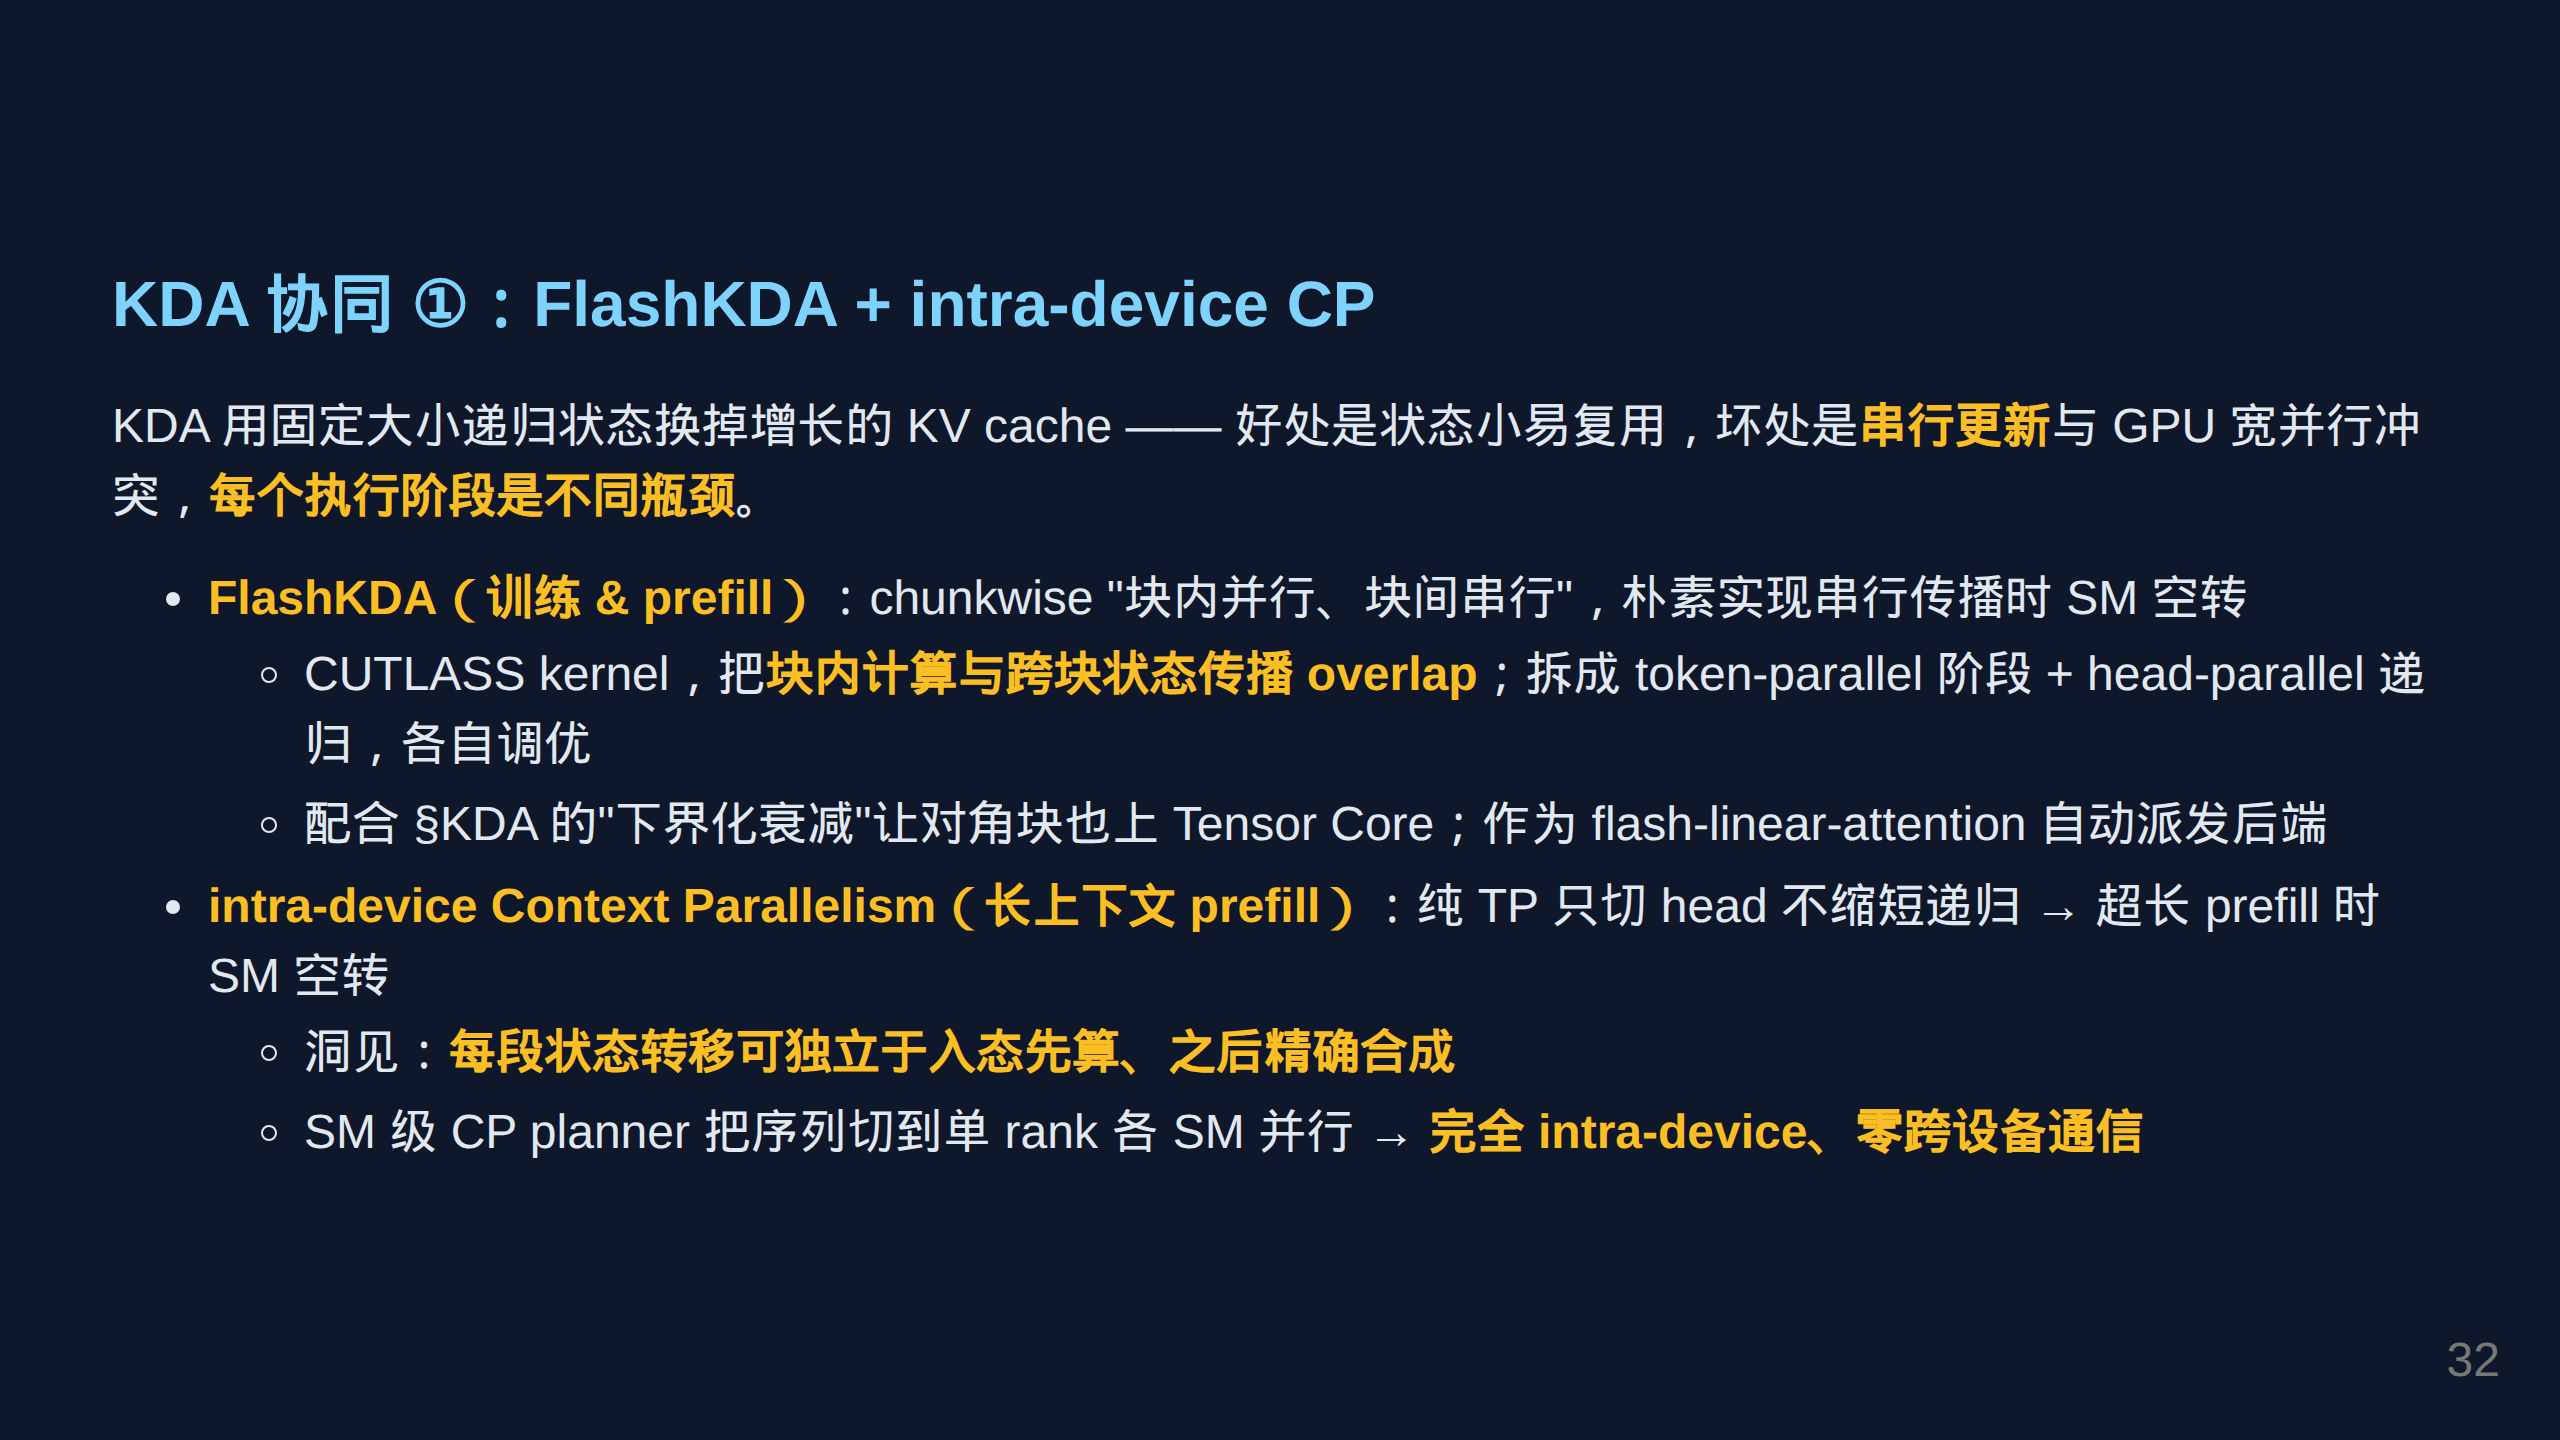 KDA 协同 ①：FlashKDA + intra-device CP
KDA 用固定大小递归状态换掉增长的 KV cache —— 好处是状态小易复用，坏处是串行更新与 GPU 宽并行冲
突，每个执行阶段是不同瓶颈。
• FlashKDA（训练 & prefill）：chunkwise "块内并行、块间串行"，朴素实现串行传播时 SM 空转
◦ CUTLASS kernel，把块内计算与跨块状态传播 overlap；拆成 token-parallel 阶段 + head-parallel 递
归，各自调优
◦ 配合 §KDA 的"下界化衰减"让对角块也上 Tensor Core；作为 flash-linear-attention 自动派发后端
• intra-device Context Parallelism（长上下文 prefill）：纯 TP 只切 head 不缩短递归 → 超长 prefill 时
SM 空转
◦ 洞见：每段状态转移可独立于入态先算、之后精确合成
◦ SM 级 CP planner 把序列切到单 rank 各 SM 并行 → 完全 intra-device、零跨设备通信
32